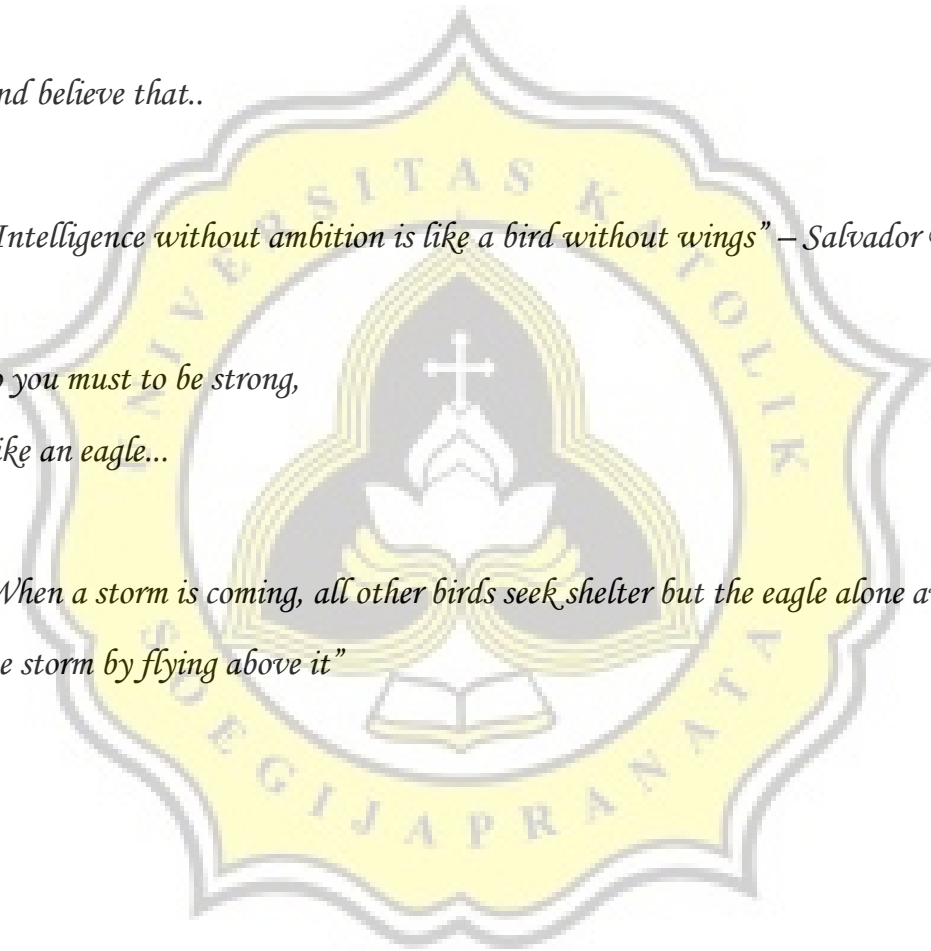 nd believe that..
UNIVERSITAS KATOLIK
Intelligence without ambition is like a bird without wings” – Salvador
you must to be strong,
ike an eagle...
When a storm is coming, all other birds seek shelter but the eagle alone
e storm by flying above it”
SOEGIJAPRANATA